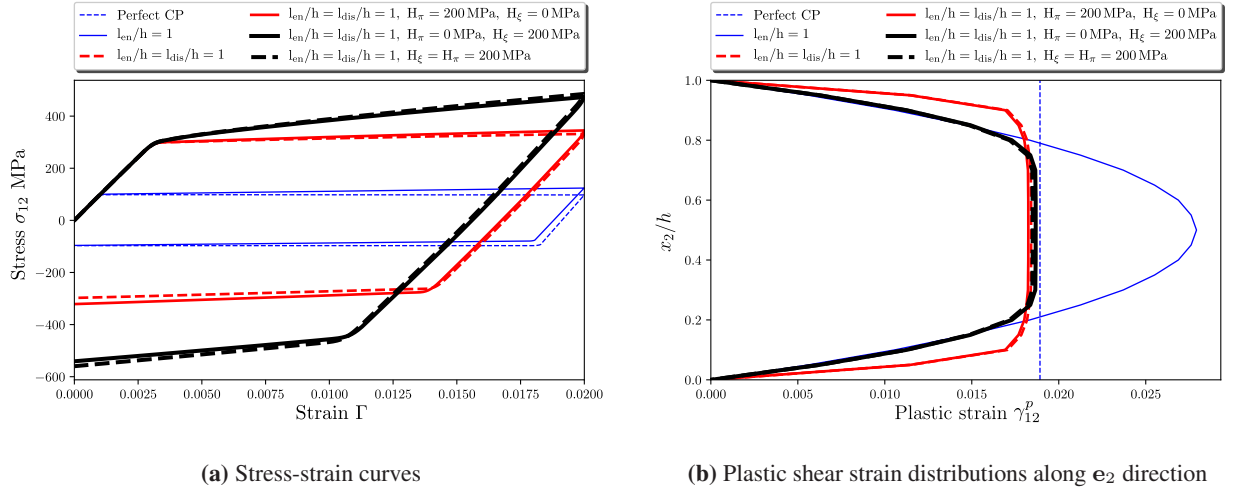 Perfect CP
l_en/h = 1
l_en/h = l_dis/h = 1
l_en/h = l_dis/h = 1, H_π = 200 MPa, H_ξ = 0 MPa
l_en/h = l_dis/h = 1, H_π = 0 MPa, H_ξ = 200 MPa
l_en/h = l_dis/h = 1, H_ξ = H_π = 200 MPa
400
200
0
−200
−400
−600
Stress σ_12 MPa
0.0000 0.0025 0.0050 0.0075 0.0100 0.0125 0.0150 0.0175 0.0200
Strain Γ
(a) Stress-strain curves
Perfect CP
l_en/h = 1
l_en/h = l_dis/h = 1
l_en/h = l_dis/h = 1, H_π = 200 MPa, H_ξ = 0 MPa
l_en/h = l_dis/h = 1, H_π = 0 MPa, H_ξ = 200 MPa
l_en/h = l_dis/h = 1, H_ξ = H_π = 200 MPa
1.0
0.8
0.6
0.4
0.2
0.0
x_2/h
0.000 0.005 0.010 0.015 0.020 0.025
Plastic strain γ^p_12
(b) Plastic shear strain distributions along e_2 direction